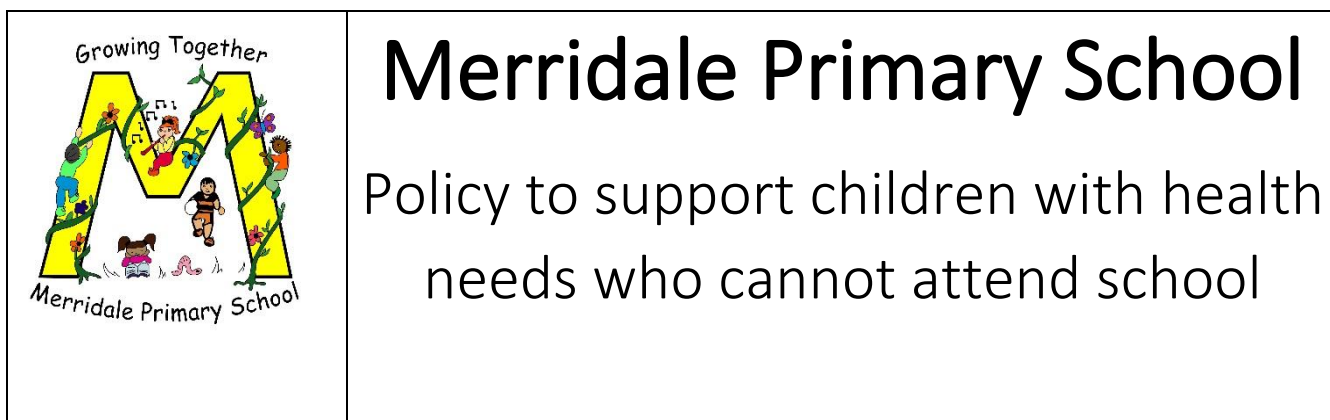 Growing Together
Merridale Primary School
Merridale Primary School
Policy to support children with health
needs who cannot attend school